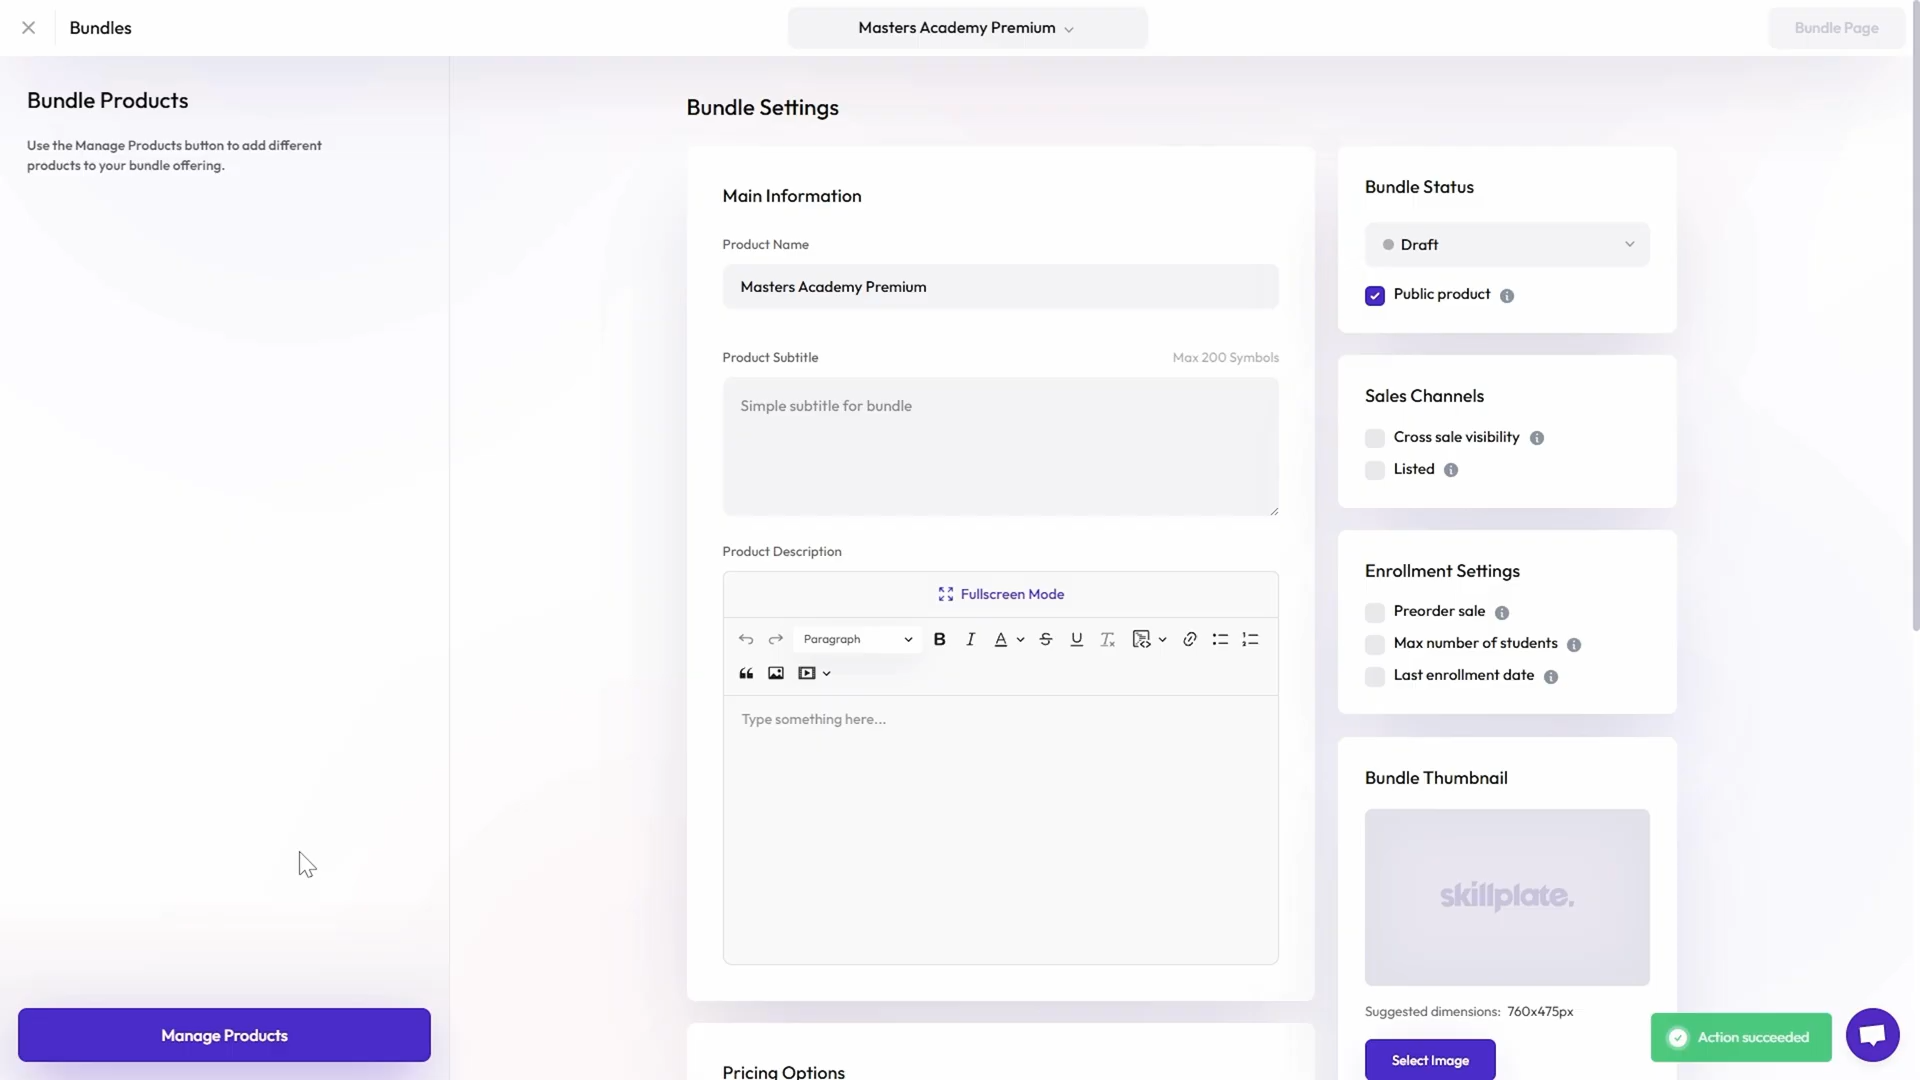 Bundles
Masters Academy Premium
Bundle Page
Bundle Products
Use the Manage Products button to add different
products to your bundle offering.
Manage Products
Bundle Settings
Main Information
Product Name
Masters Academy Premium
Product Subtitle
Max 200 Symbols
Simple subtitle for bundle
Product Description
Fullscreen Mode
Paragraph
Type something here...
Pricing Options
Bundle Status
Draft
Public product
Sales Channels
Cross sale visibility
Listed
Enrollment Settings
Preorder sale
Max number of students
Last enrollment date
Bundle Thumbnail
skillplate.
Suggested dimensions: 760x475px
Select Image
Action succeeded